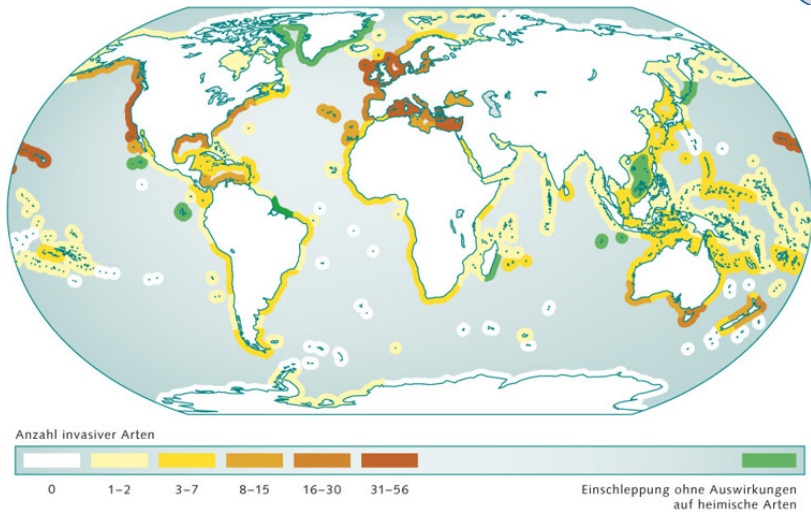 Anzahl invasiver Arten
0
1–2
3–7
8–15
16–30
31–56
Einschleppung ohne Auswirkungen
auf heimische Arten